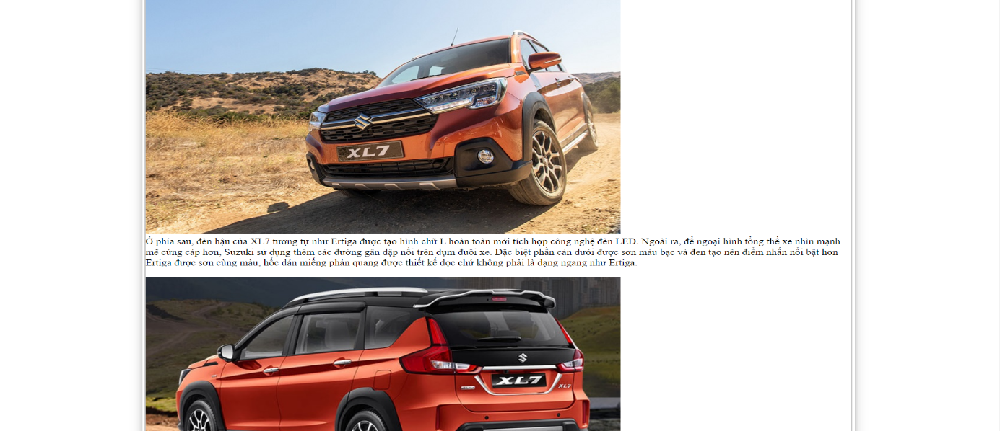 XL7
Ở phía sau, đèn hậu của XL7 tương tự như Ertiga được tạo hình chữ L hoàn toàn mới tích hợp công nghệ đèn LED. Ngoài ra, để ngoại hình tổng thể xe nhìn mạnh
mẽ cứng cáp hơn, Suzuki sử dụng thêm các đường gân dập nổi trên dụm đuôi xe. Đặc biệt phần cản dưới được sơn màu bạc và đen tạo nên điểm nhấn nổi bật hơn
Ertiga được sơn cùng màu, hốc dán miếng phản quang được thiết kế dọc chứ không phải là dạng ngang như Ertiga.
XL7
XL7